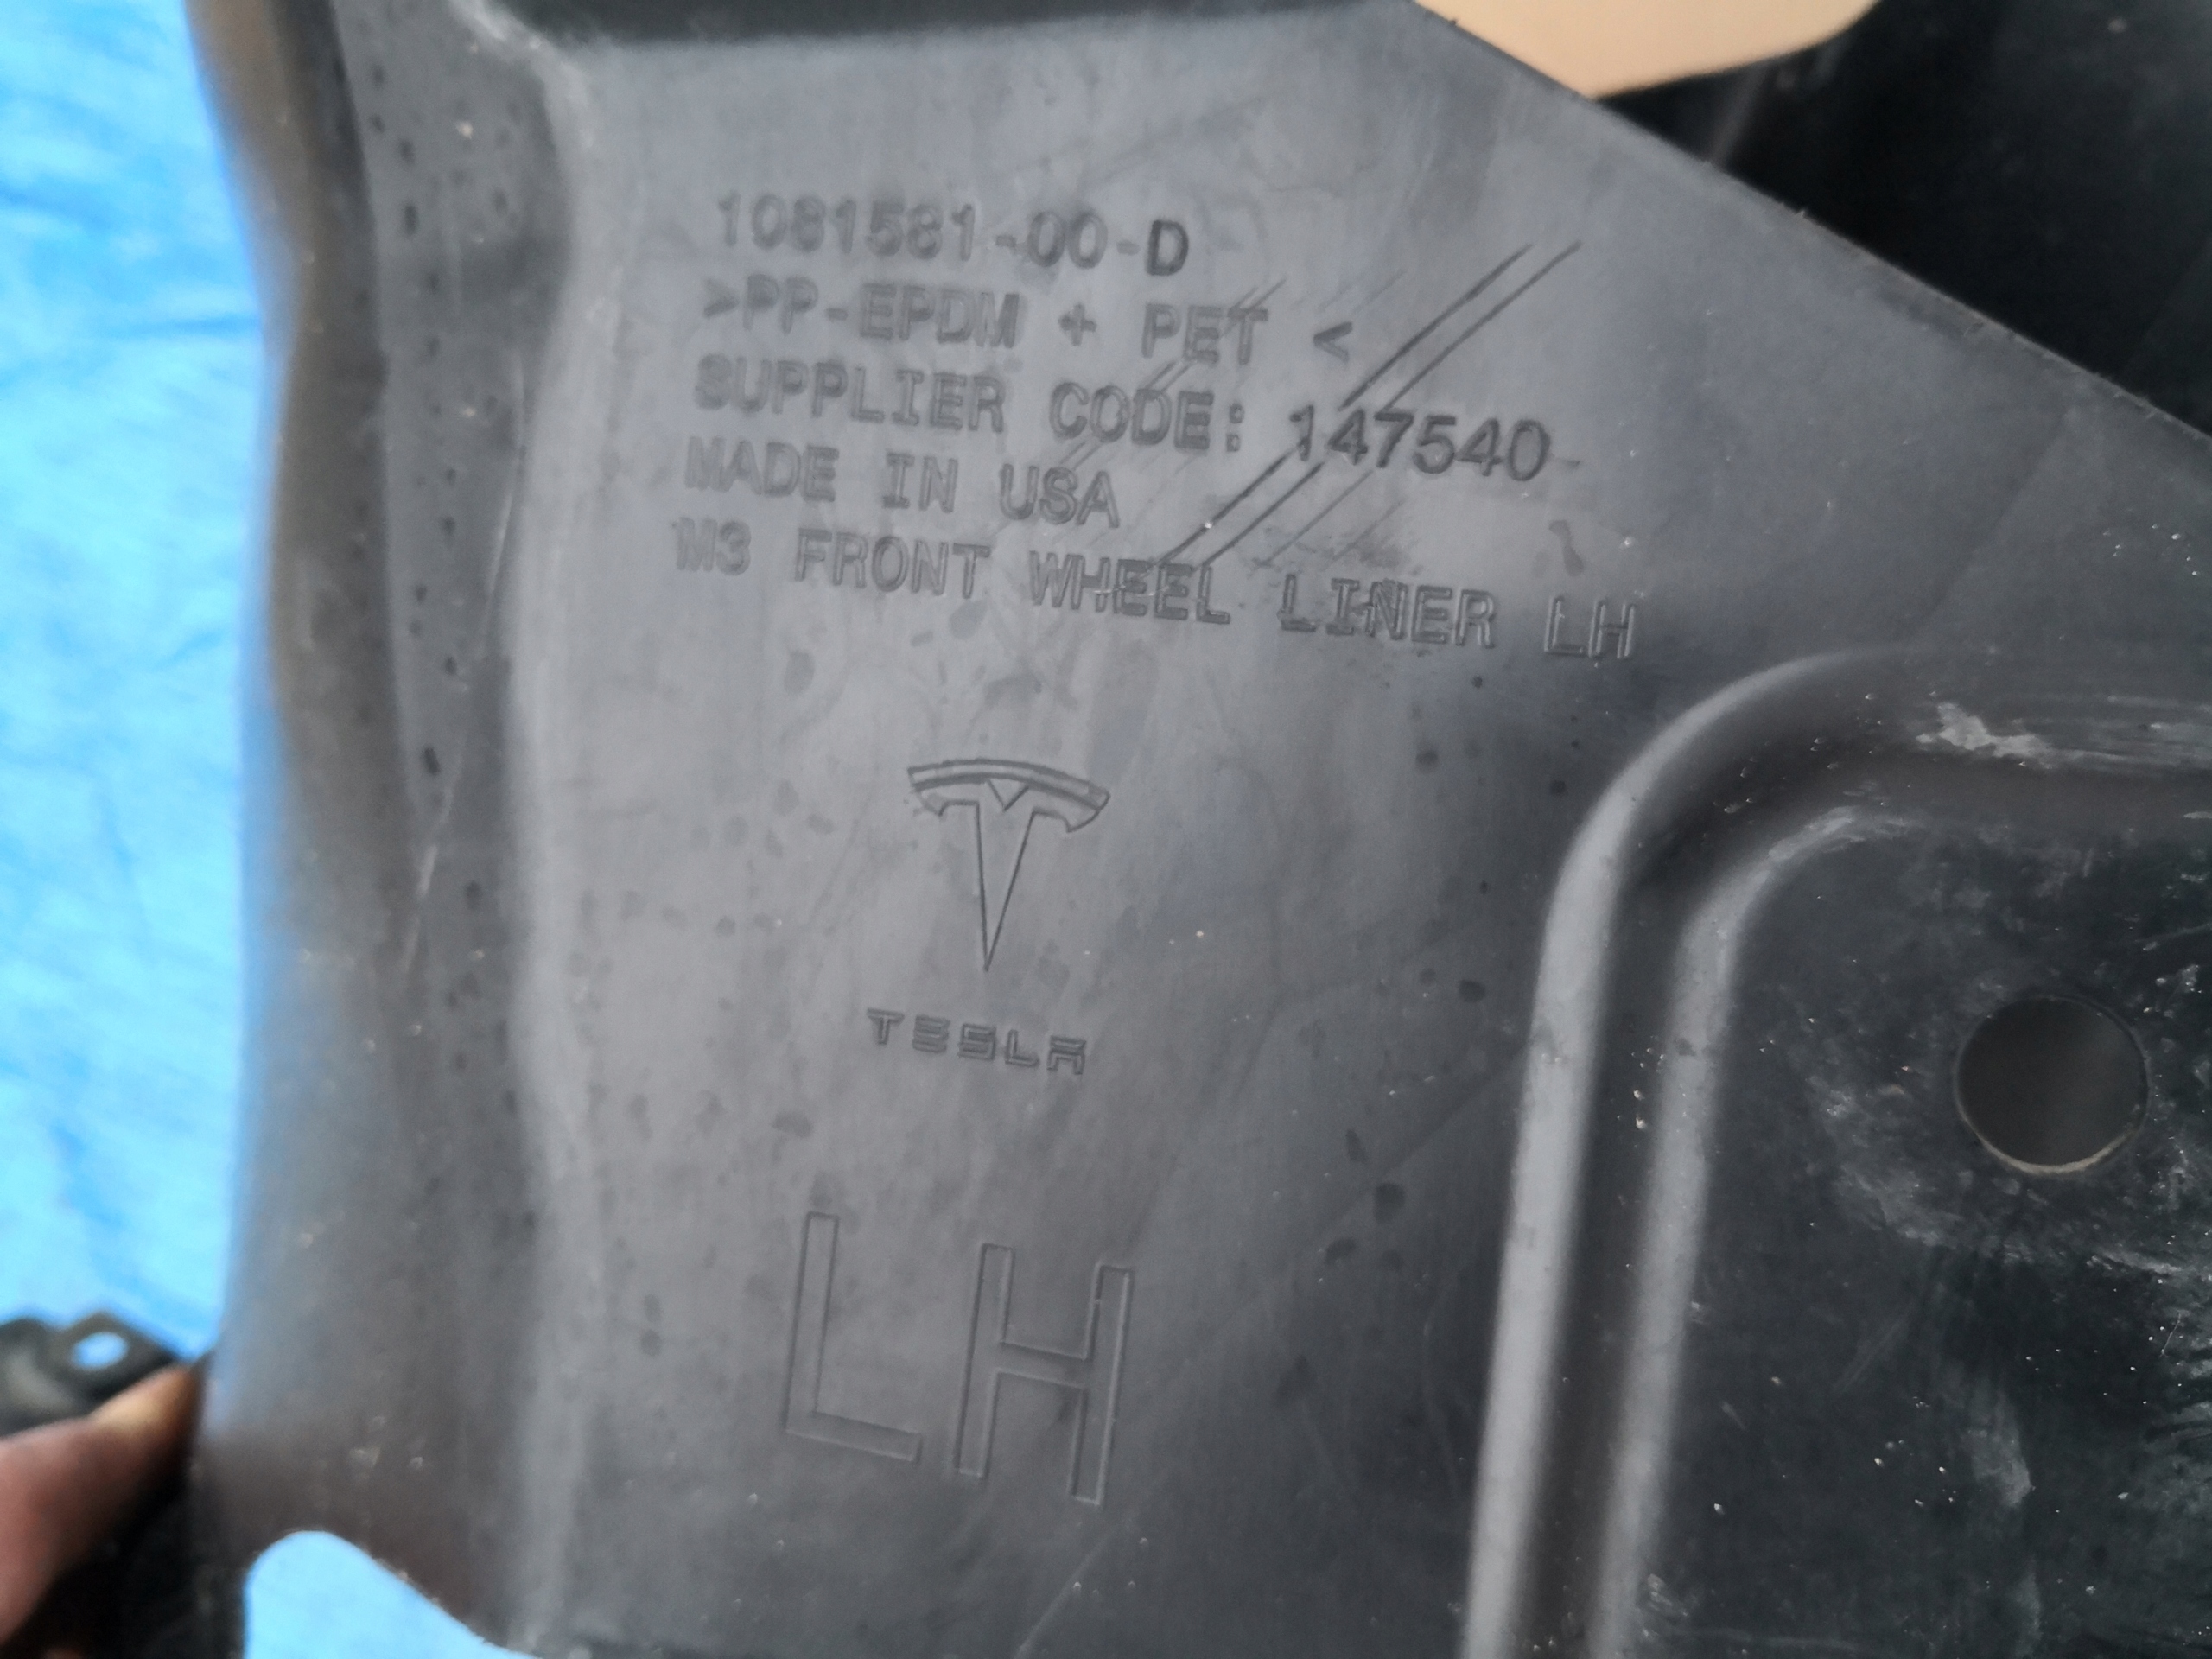 1081581-00-D
>PP-EPDM + PET <
SUPPLIER CODE: 147540
MADE IN USA
M3 FRONT WHEEL LINER LH
TESLA
LH